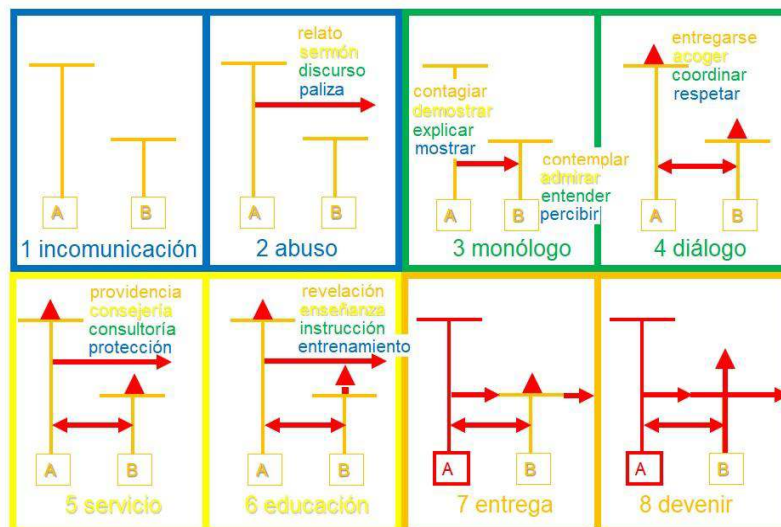 A
B
1 incomunicación
relato
sermón
discurso
paliza
A
B
2 abuso
contagiar
demostrar
explicar
mostrar
contemplar
admirar
entender
percibir
A
B
3 monólogo
entregarse
acoger
coordinar
respetar
A
B
4 diálogo
providencia
consejería
consultoría
protección
A
B
5 servicio
revelación
enseñanza
instrucción
entrenamiento
A
B
6 educación
A
B
7 entrega
A
B
8 devenir